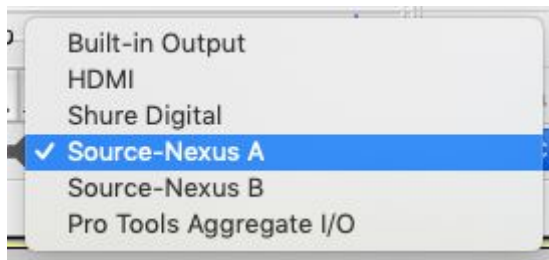 Built-in Output
HDMI
Shure Digital
✓ Source-Nexus A
Source-Nexus B
Pro Tools Aggregate I/O